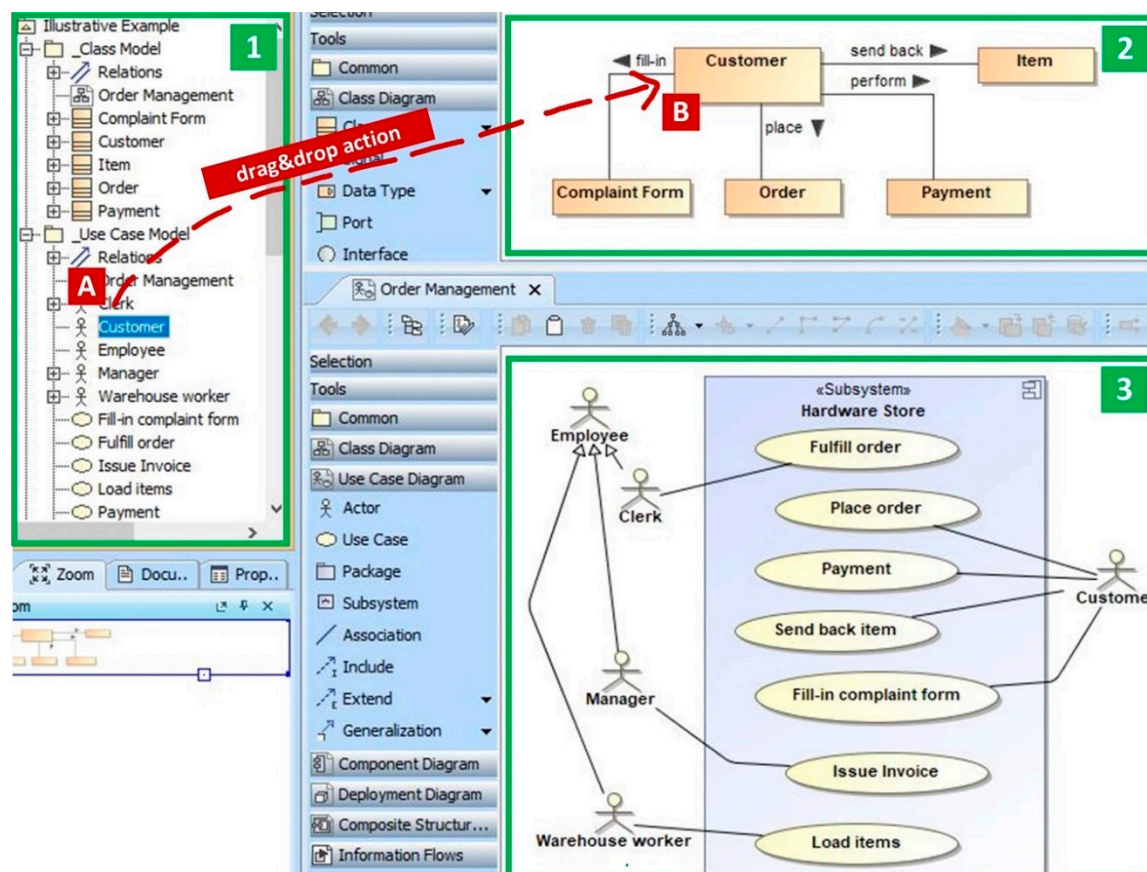 Illustrative Example
_Class Model
Relations
Order Management
Complaint Form
Customer
Item
Order
Payment
_Use Case Model
Relations
Order Management
Clerk
Customer
Employee
Manager
Warehouse worker
Fill-in complaint form
Fulfill order
Issue Invoice
Load items
Payment
1
A
drag&drop action
Zoom
Docu..
Prop..
Selection
Tools
Common
Class Diagram
Data Type
Port
Interface
2
fill-in
Customer
send back
Item
perform
B
place
Complaint Form
Order
Payment
Order Management X
Selection
Tools
Common
Class Diagram
Use Case Diagram
Actor
Use Case
Package
Subsystem
Association
Include
Extend
Generalization
Component Diagram
Deployment Diagram
Composite Structur...
Information Flows
3
«Subsystem»
Hardware Store
Employee
Fulfill order
Clerk
Place order
Payment
Custome
Send back item
Manager
Fill-in complaint form
Issue Invoice
Warehouse worker
Load items